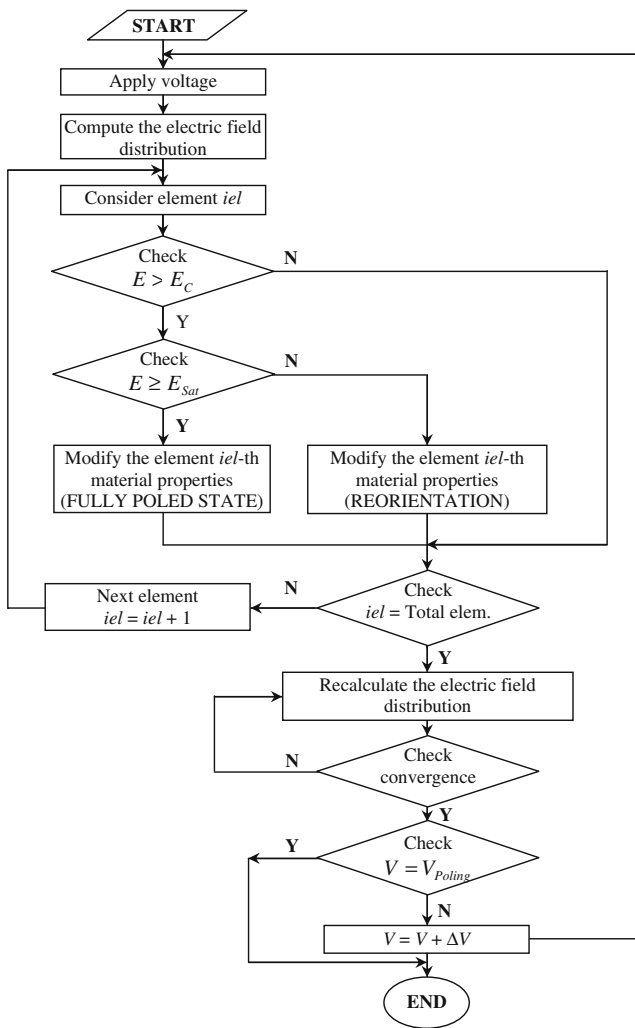 START
Apply voltage
Compute the electric field
distribution
Consider element iel
Check
E > E_C
N
Y
Check
E ≥ E_Sat
N
Y
Modify the element iel-th
material properties
(FULLY POLED STATE)
Modify the element iel-th
material properties
(REORIENTATION)
Next element
iel = iel + 1
N
Check
iel = Total elem.
Y
Recalculate the electric field
distribution
N
Check
convergence
Y
Y
Check
V = V_Poling
N
V = V + ΔV
END